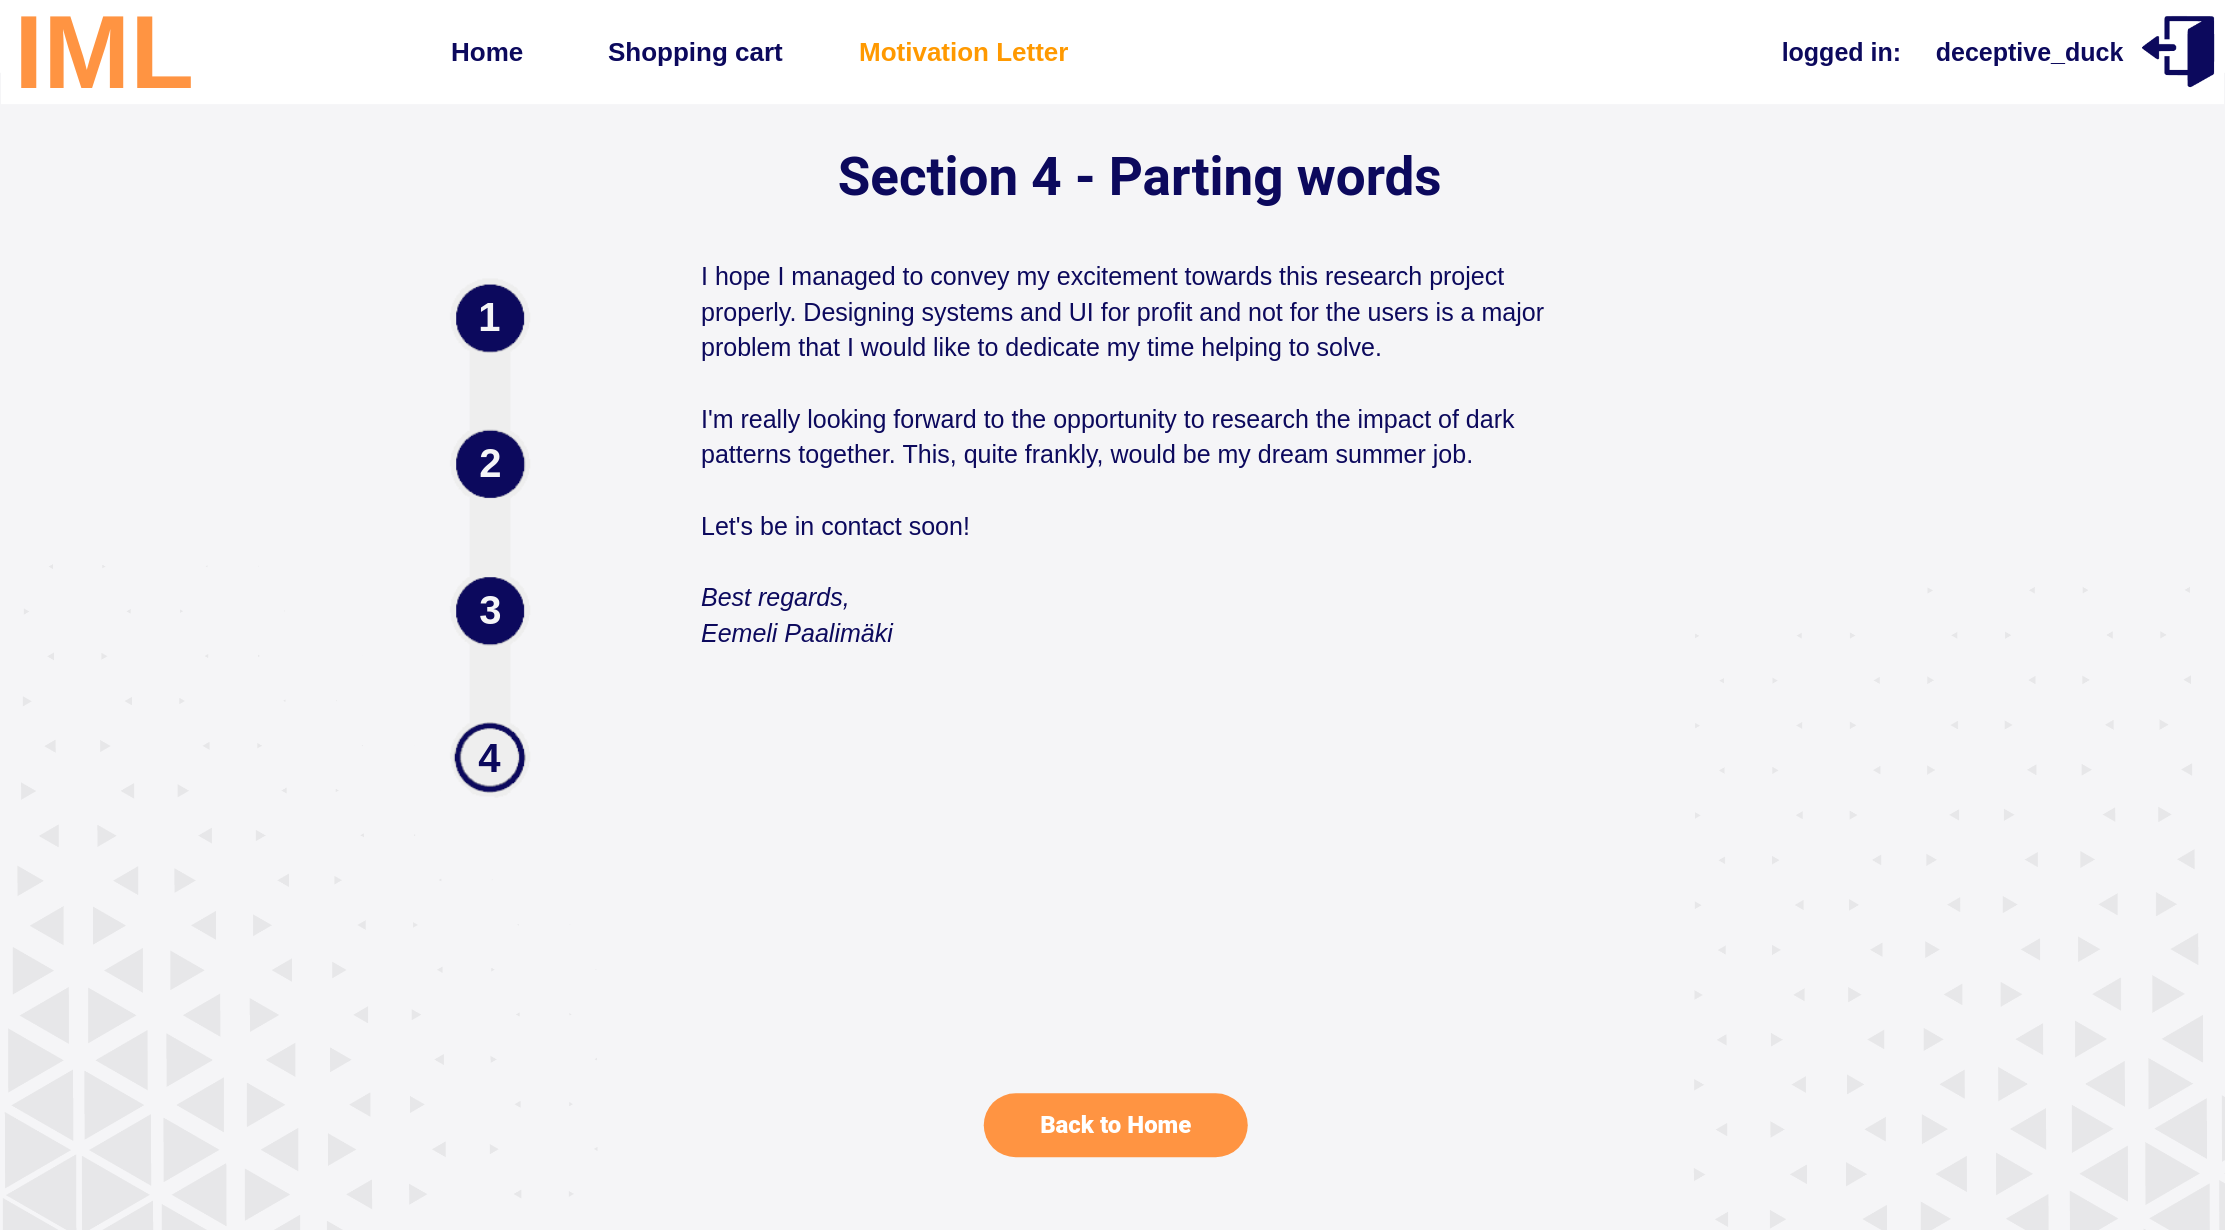 IML
Home
Shopping cart
Motivation Letter
logged in:
deceptive_duck
Section 4 - Parting words
1
2
3
4
I hope I managed to convey my excitement towards this research project
properly. Designing systems and UI for profit and not for the users is a major
problem that I would like to dedicate my time helping to solve.
I'm really looking forward to the opportunity to research the impact of dark
patterns together. This, quite frankly, would be my dream summer job.
Let's be in contact soon!
Best regards,
Eemeli Paalimäki
Back to Home